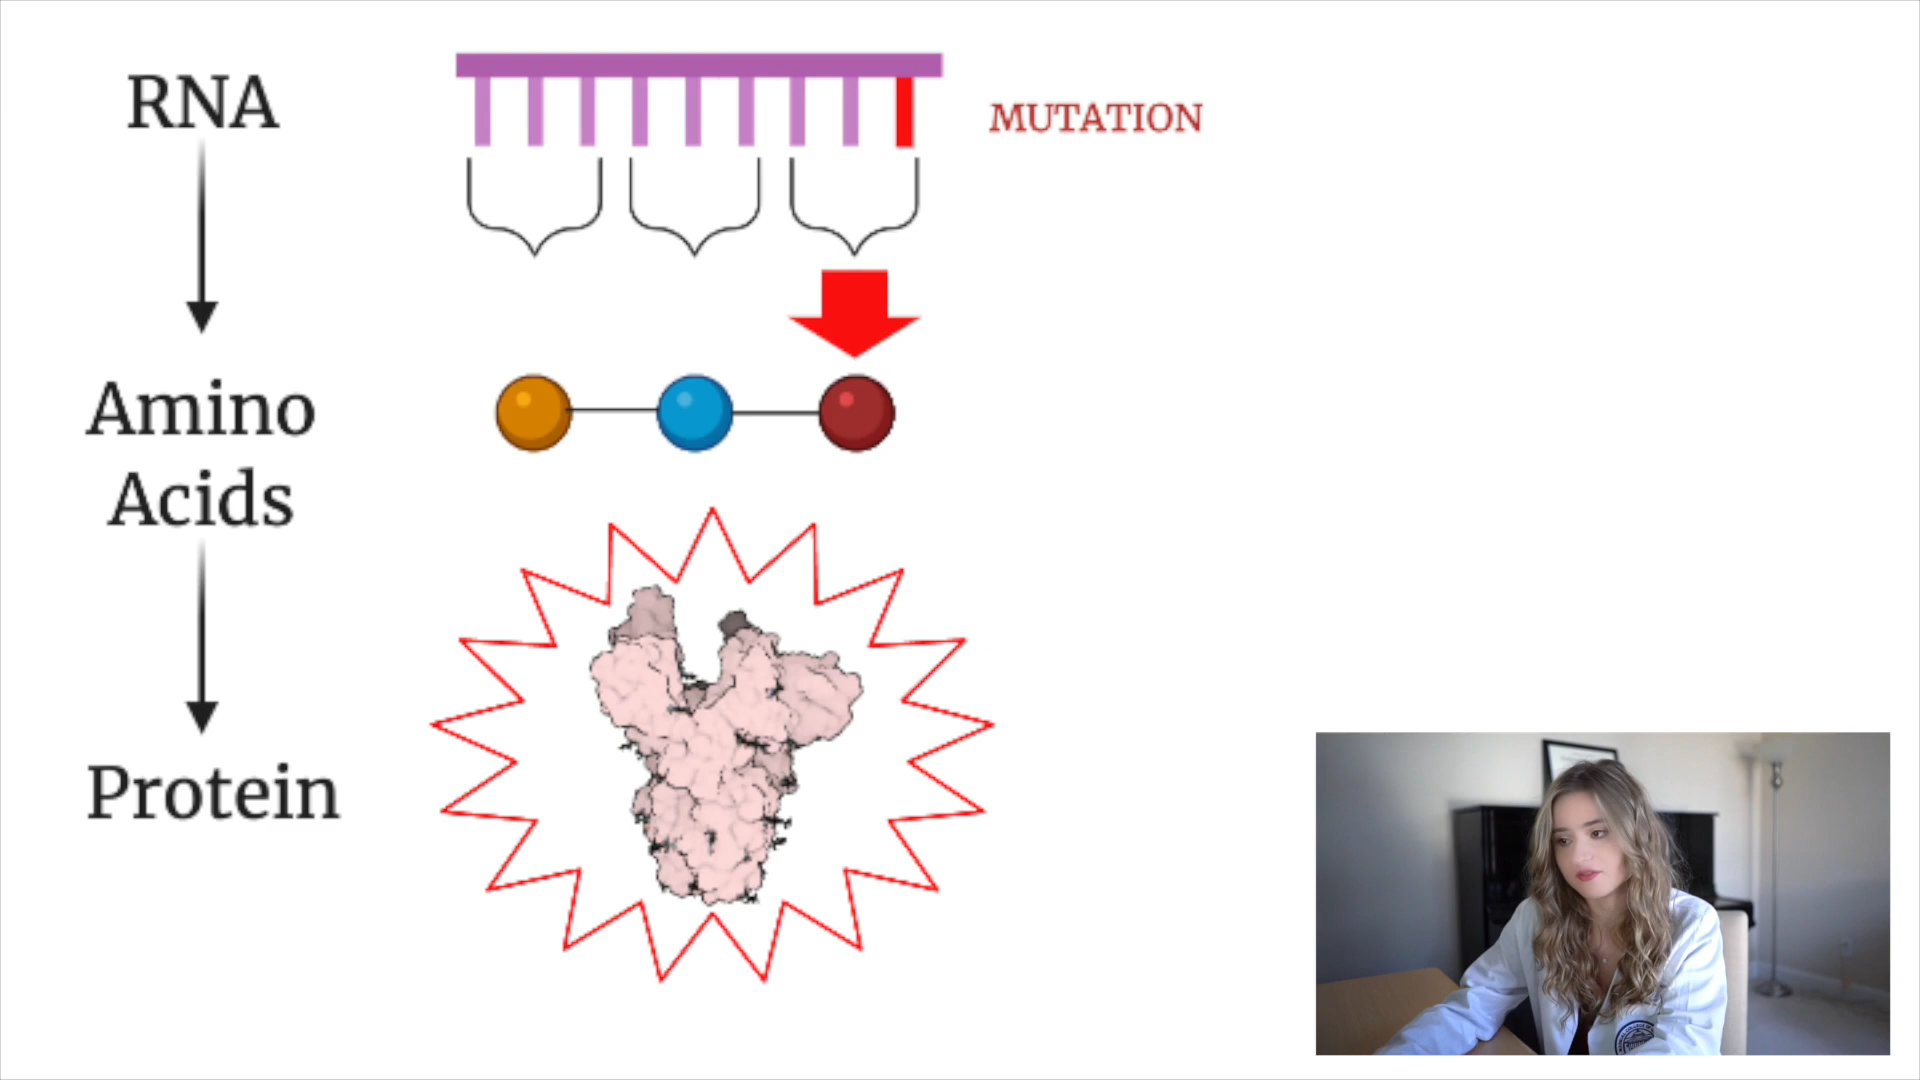 RNA
MUTATION
Amino
Acids
Protein